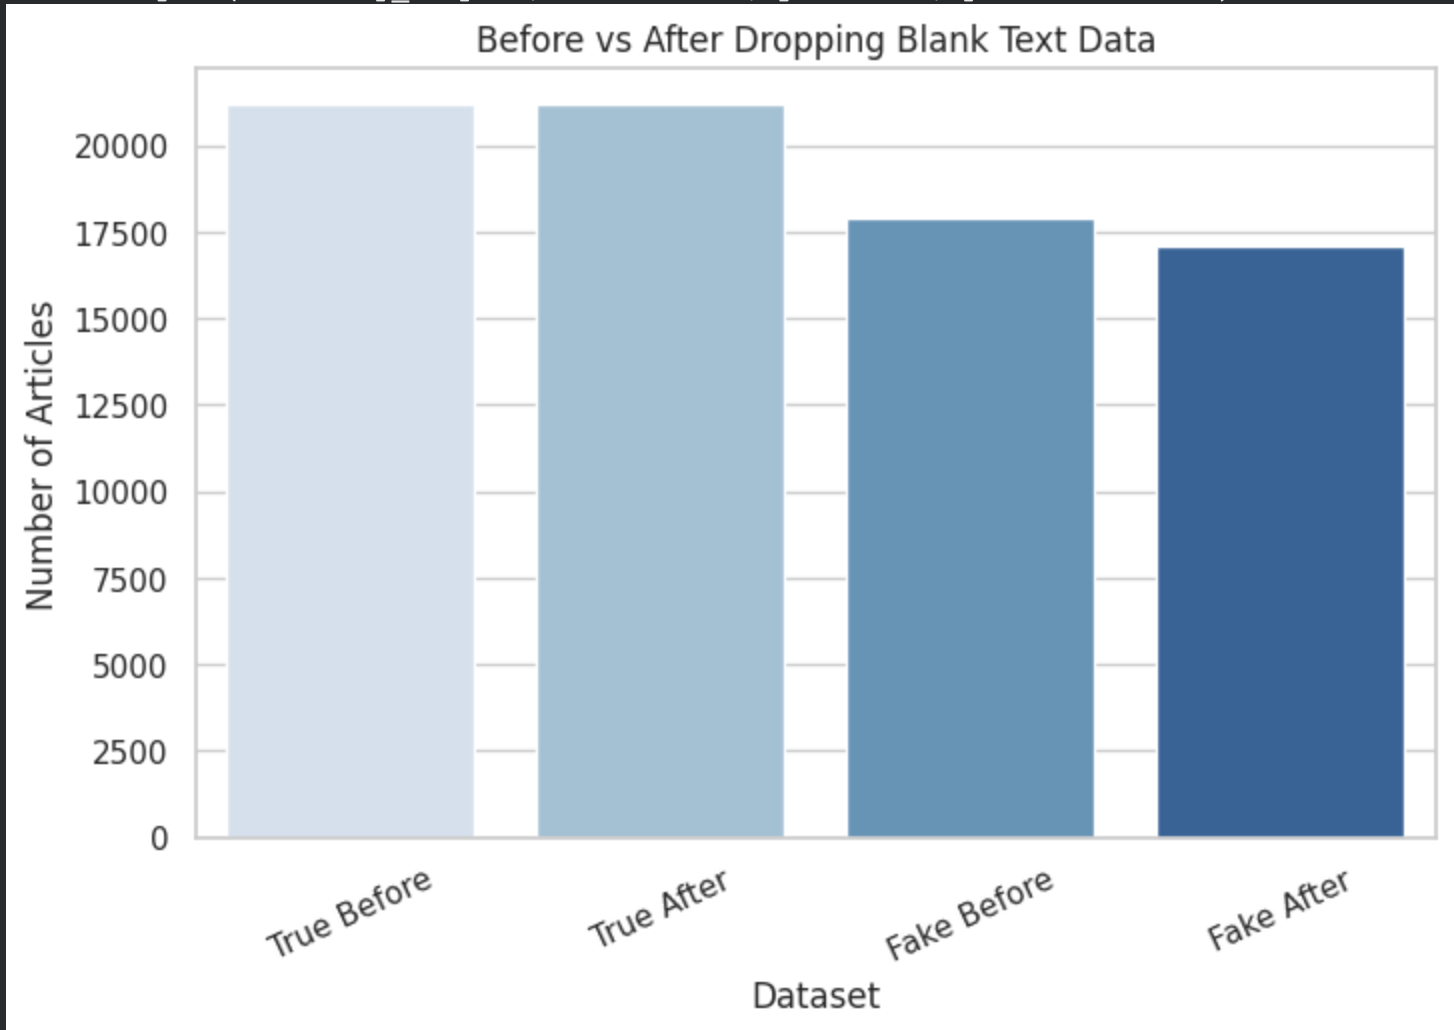 Before vs After Dropping Blank Text Data
Number of Articles
20000
17500
15000
12500
10000
7500
5000
2500
0
True Before
True After
Fake Before
Fake After
Dataset